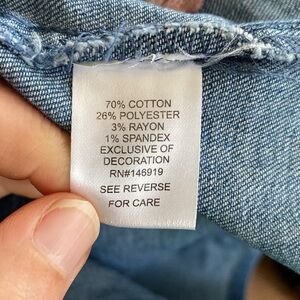 70% COTTON
26% POLYESTER
3% RAYON
1% SPANDEX
EXCLUSIVE OF
DECORATION
RN#146919
SEE REVERSE
FOR CARE